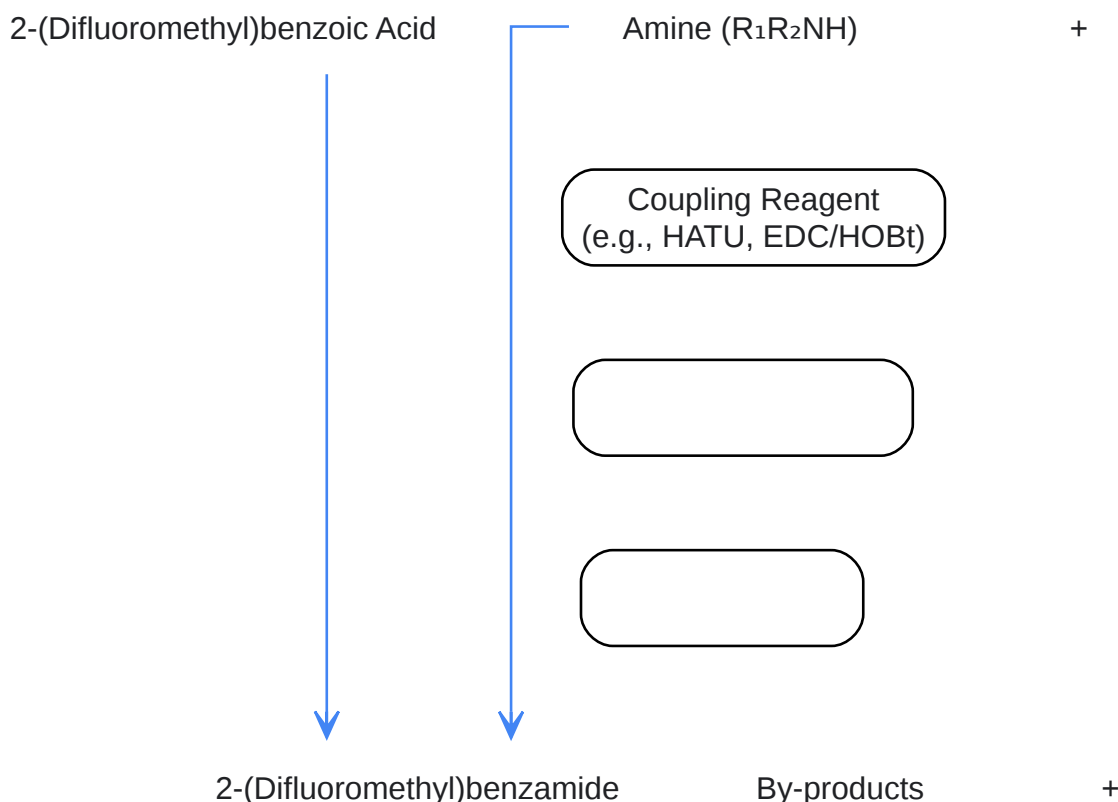 2-(Difluoromethyl)benzoic Acid
Amine (R₁R₂NH)
+
Coupling Reagent
(e.g., HATU, EDC/HOBt)
2-(Difluoromethyl)benzamide
By-products
+